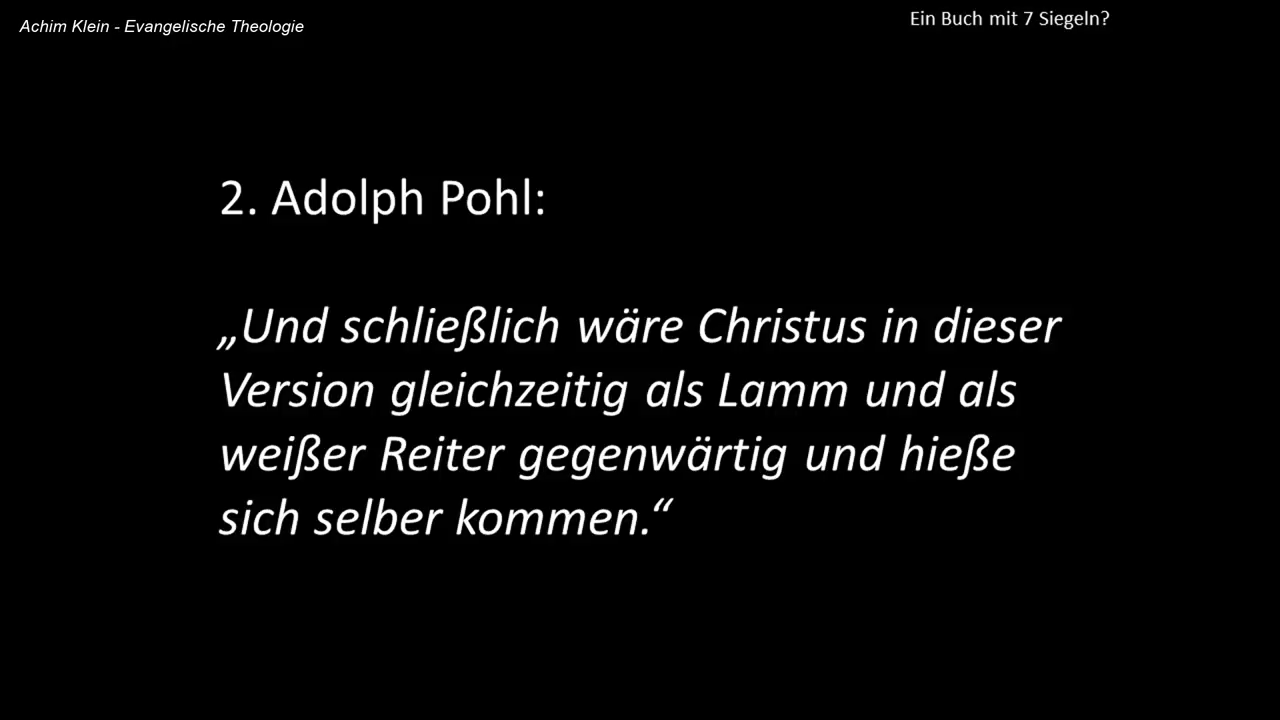 Achim Klein - Evangelische Theologie
Ein Buch mit 7 Siegeln?
2. Adolph Pohl:
„Und schließlich wäre Christus in dieser
Version gleichzeitig als Lamm und als
weißer Reiter gegenwärtig und hieße
sich selber kommen.“